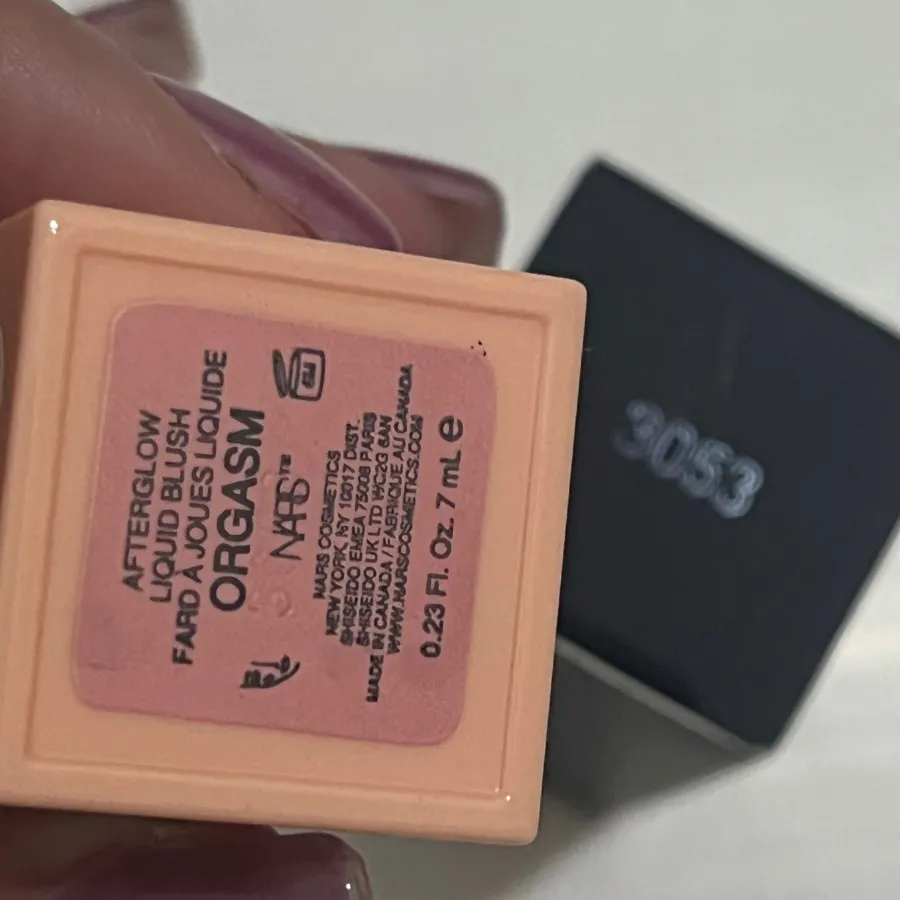 AFTERGLOW
LIQUID BLUSH
FARD À JOUES LIQUIDE
ORGASM
NARS™
NARS COSMETICS
NEW YORK, NY 10017 DIST.
SHISEIDO EMEA 75008 PARIS
SHISEIDO UK LTD WC2G 6AN
MADE IN CANADA / FABRIQUÉ AU CANADA
WWW.NARSCOSMETICS.COM
0.23 Fl. Oz. 7 mL e
3053